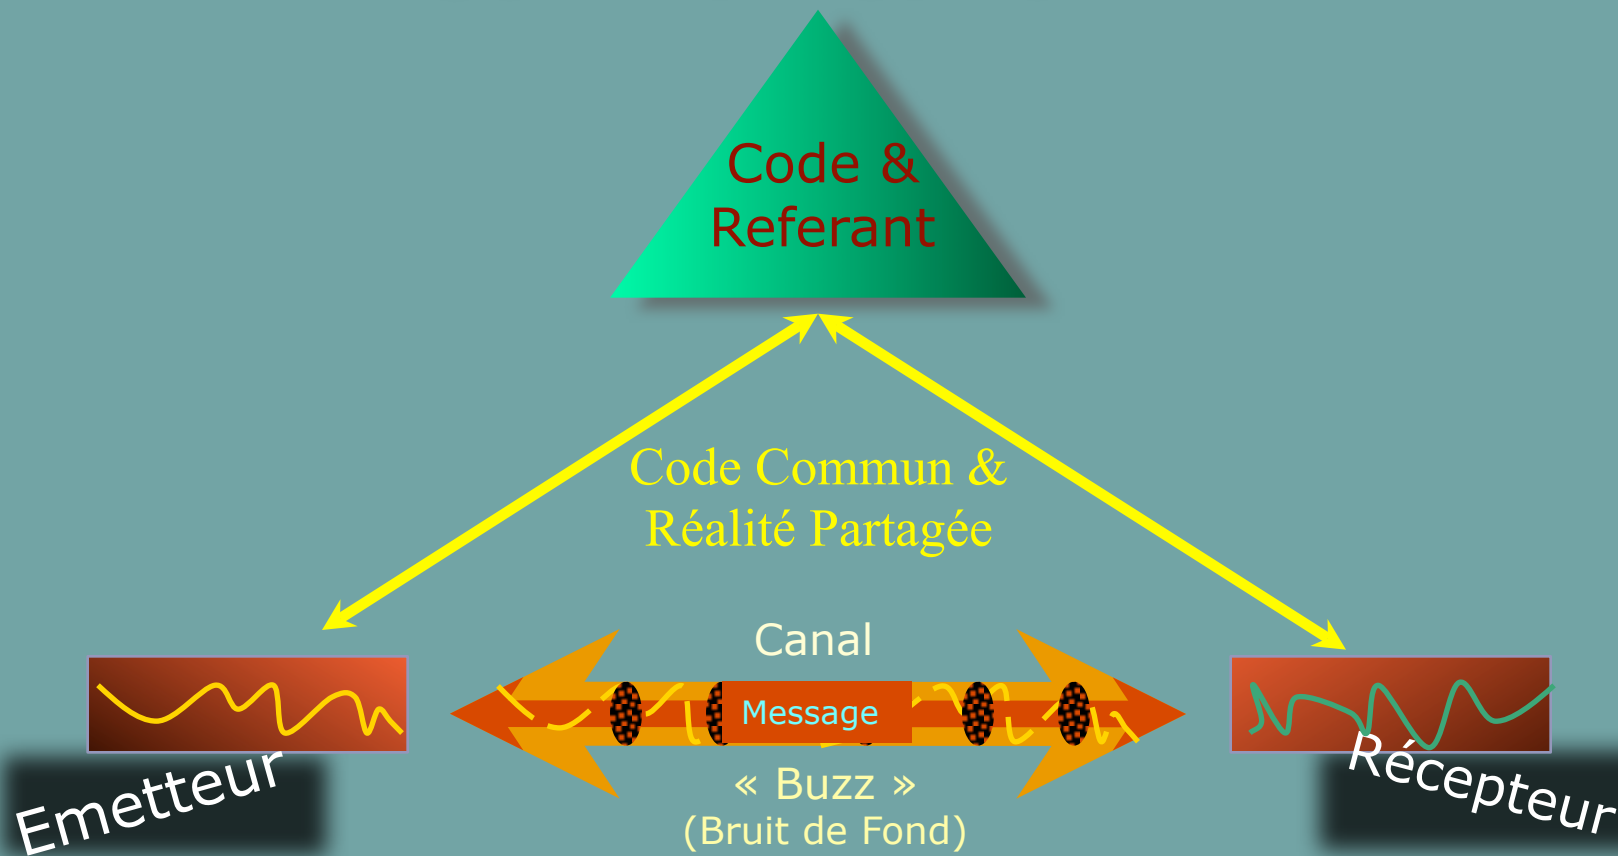 Code &
Referant
Code Commun &
Réalité Partagée
Canal
Message
« Buzz »
(Bruit de Fond)
Emetteur
Récepteur